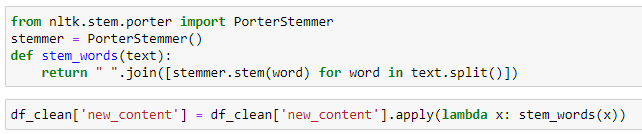 from nltk.stem.porter import PorterStemmer
stemmer = PorterStemmer()
def stem_words(text):
    return " ".join([stemmer.stem(word) for word in text.split()])
df_clean['new_content'] = df_clean['new_content'].apply(lambda x: stem_words(x))